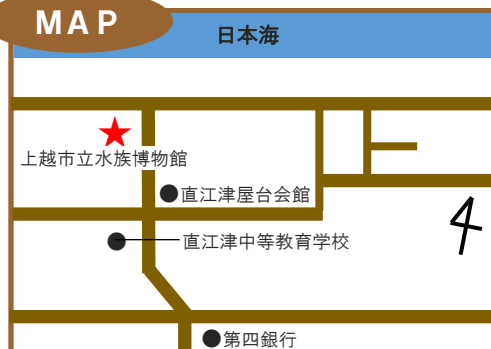 MAP
日本海
上越市立水族博物館
直江津屋台会館
直江津中等教育学校
第四銀行